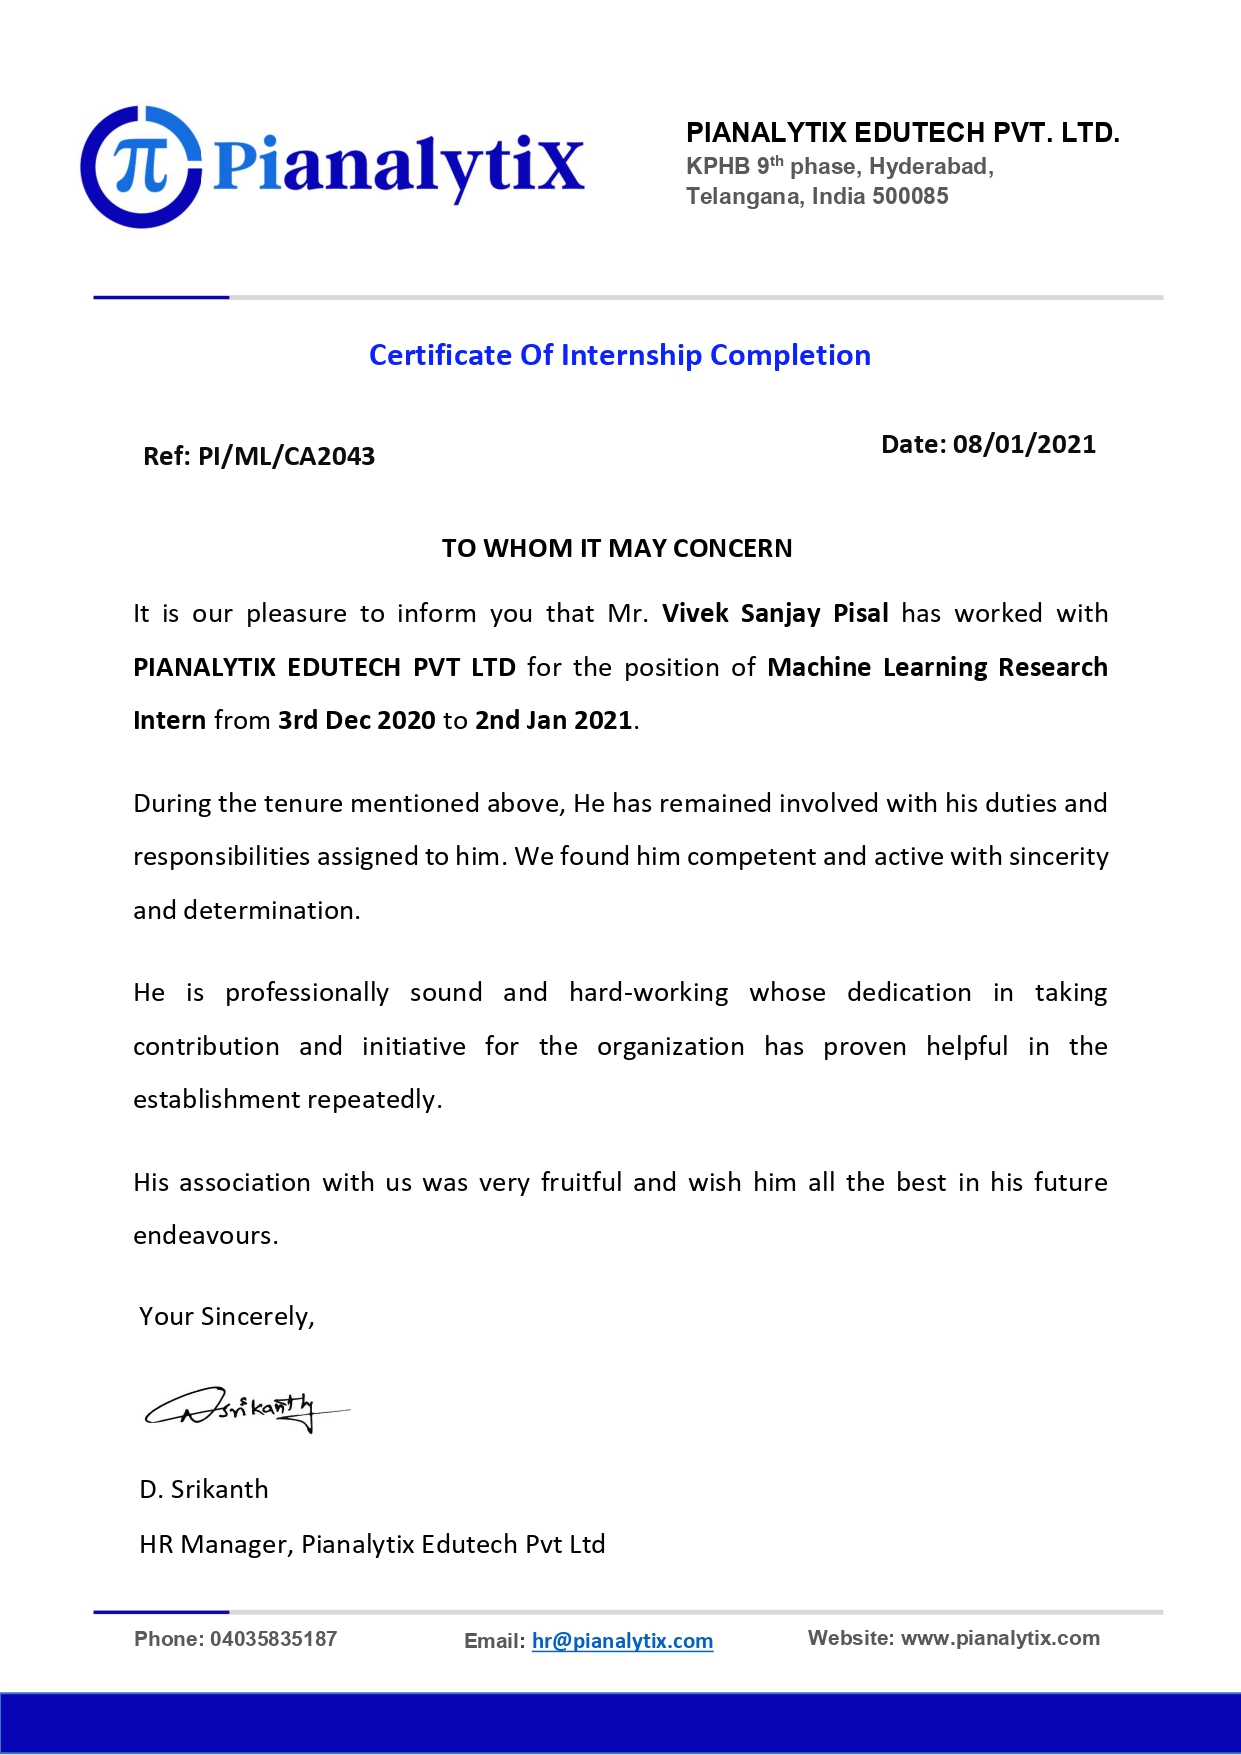 π PianalytiX
PIANALYTIX EDUTECH PVT. LTD.
KPHB 9th phase, Hyderabad,
Telangana, India 500085
Certificate Of Internship Completion
Ref: PI/ML/CA2043
Date: 08/01/2021
TO WHOM IT MAY CONCERN
It is our pleasure to inform you that Mr. Vivek Sanjay Pisal has worked with
PIANALYTIX EDUTECH PVT LTD for the position of Machine Learning Research
Intern from 3rd Dec 2020 to 2nd Jan 2021.
During the tenure mentioned above, He has remained involved with his duties and
responsibilities assigned to him. We found him competent and active with sincerity
and determination.
He is professionally sound and hard-working whose dedication in taking
contribution and initiative for the organization has proven helpful in the
establishment repeatedly.
His association with us was very fruitful and wish him all the best in his future
endeavours.
Your Sincerely,
DSrikanth
D. Srikanth
HR Manager, Pianalytix Edutech Pvt Ltd
Phone: 04035835187
Email: hr@pianalytix.com
Website: www.pianalytix.com